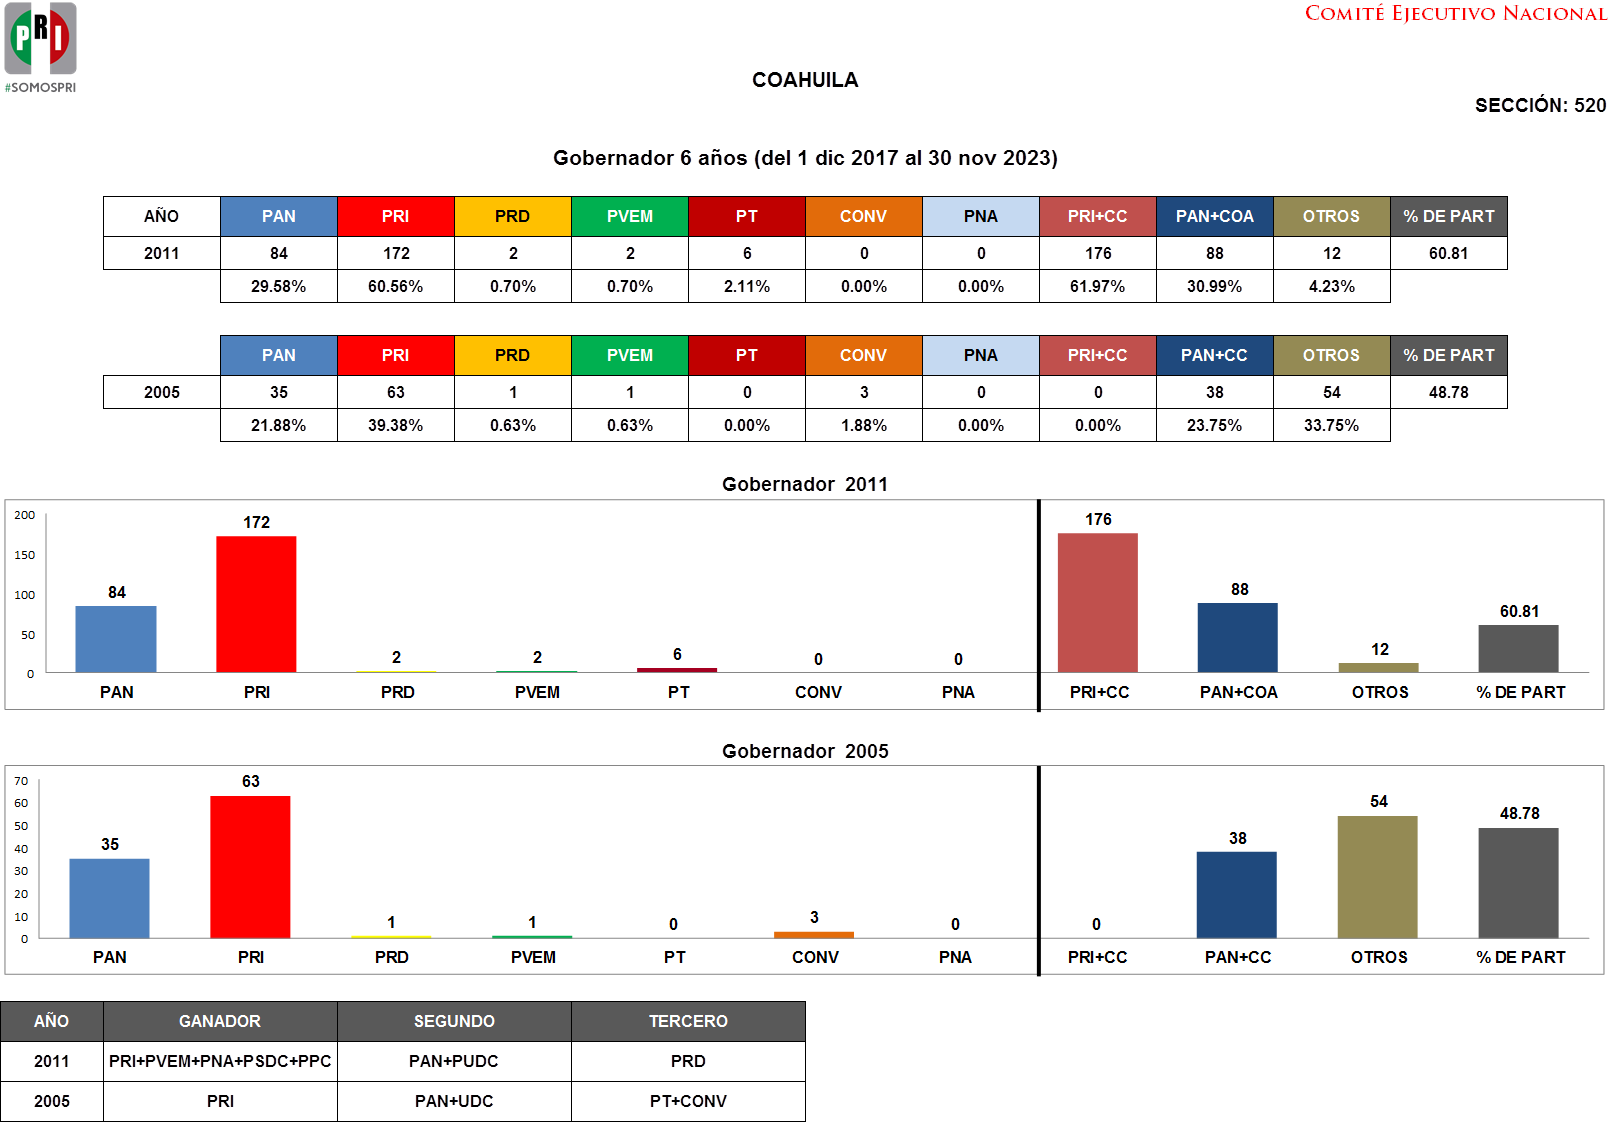 PRI
#SOMOSPRI
COMITÉ EJECUTIVO NACIONAL
COAHUILA
SECCIÓN: 520
Gobernador 6 años (del 1 dic 2017 al 30 nov 2023)
AÑO PAN PRI PRD PVEM PT CONV PNA PRI+CC PAN+COA OTROS % DE PART
2011 84 172 2 2 6 0 0 176 88 12 60.81
29.58% 60.56% 0.70% 0.70% 2.11% 0.00% 0.00% 61.97% 30.99% 4.23%
PAN PRI PRD PVEM PT CONV PNA PRI+CC PAN+CC OTROS % DE PART
2005 35 63 1 1 0 3 0 0 38 54 48.78
21.88% 39.38% 0.63% 0.63% 0.00% 1.88% 0.00% 0.00% 23.75% 33.75%
Gobernador 2011
200
150
100
50
0
84 172 2 2 6 0 0 176 88 12 60.81
PAN PRI PRD PVEM PT CONV PNA PRI+CC PAN+COA OTROS % DE PART
Gobernador 2005
70
60
50
40
30
20
10
0
35 63 1 1 0 3 0 0 38 54 48.78
PAN PRI PRD PVEM PT CONV PNA PRI+CC PAN+CC OTROS % DE PART
AÑO GANADOR SEGUNDO TERCERO
2011 PRI+PVEM+PNA+PSDC+PPC PAN+PUDC PRD
2005 PRI PAN+UDC PT+CONV